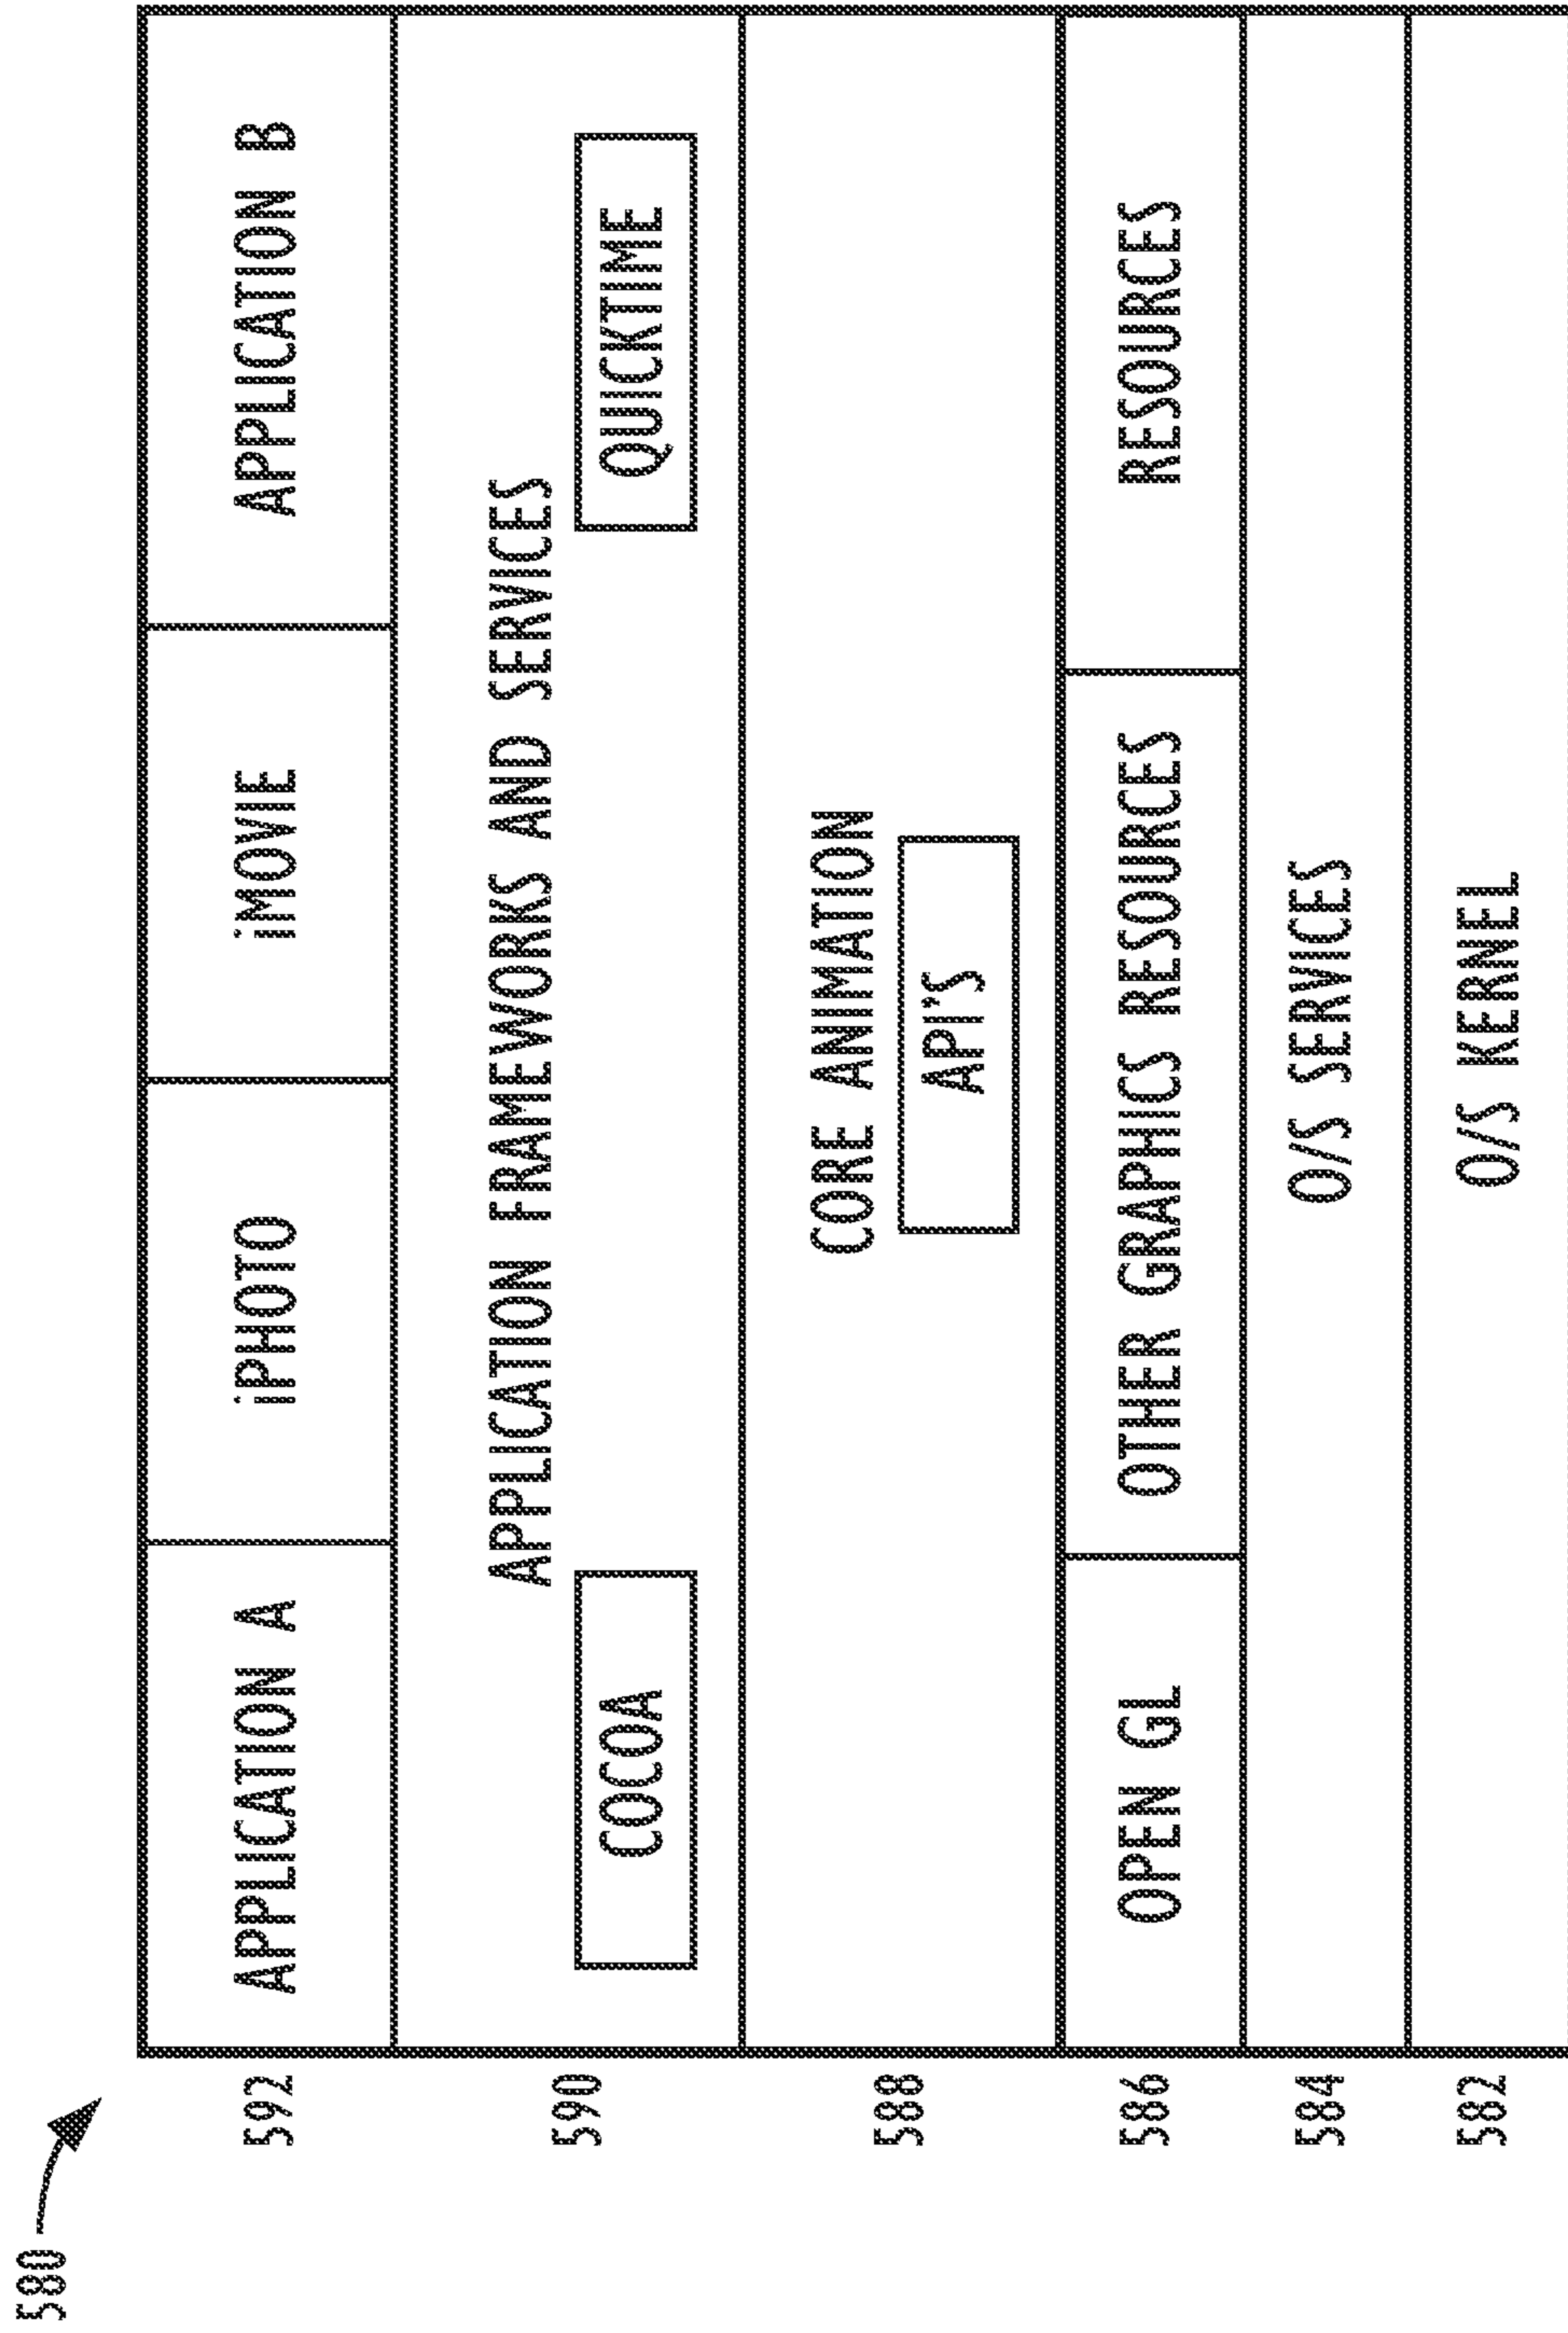 580
592
APPLICATION A
iPHOTO
iMOVIE
APPLICATION B
590
APPLICATION FRAMEWORKS AND SERVICES
COCOA
QUICKTIME
588
CORE ANIMATION
API'S
586
OPEN GL
OTHER GRAPHICS RESOURCES
RESOURCES
584
O/S SERVICES
582
O/S KERNEL